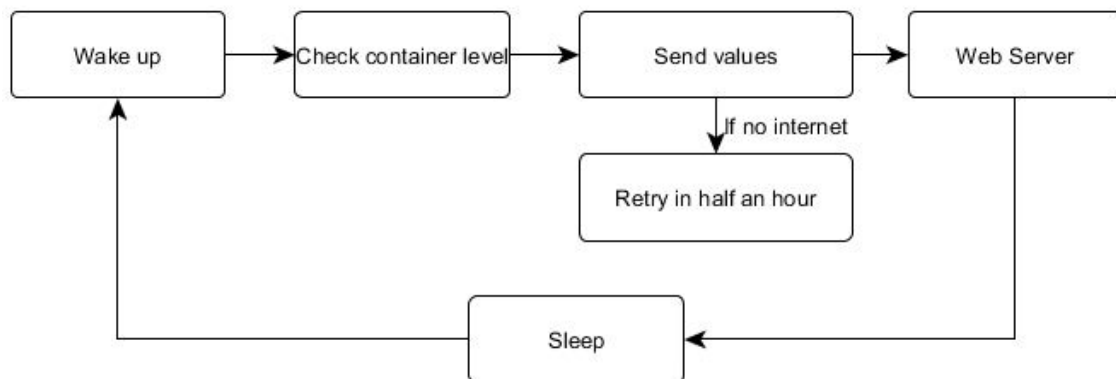 Wake up
Check container level
Send values
Web Server
If no internet
Retry in half an hour
Sleep